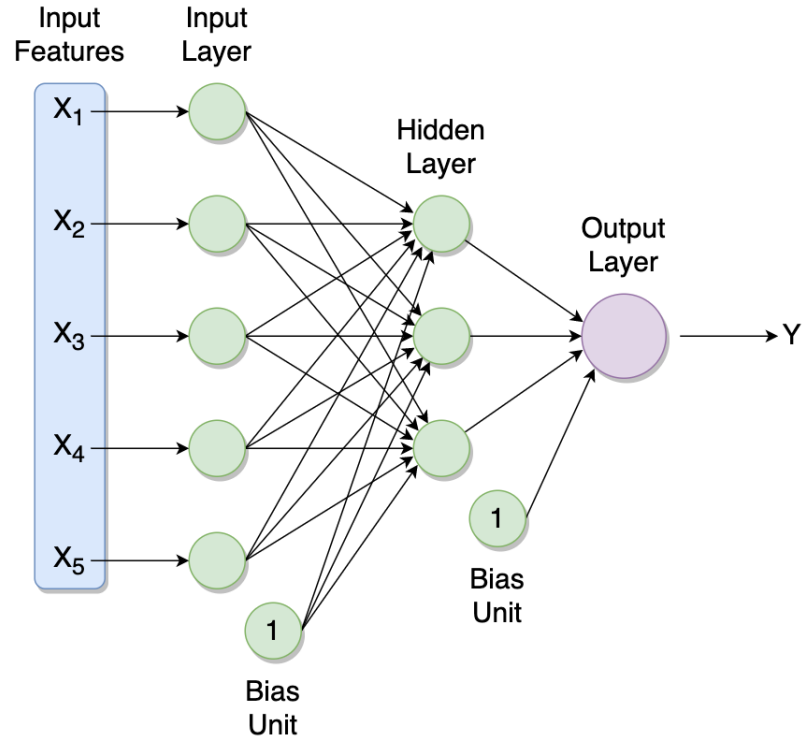 Input
Features
Input
Layer
Hidden
Layer
Output
Layer
X1
X2
X3
X4
X5
Y
1
Bias
Unit
1
Bias
Unit